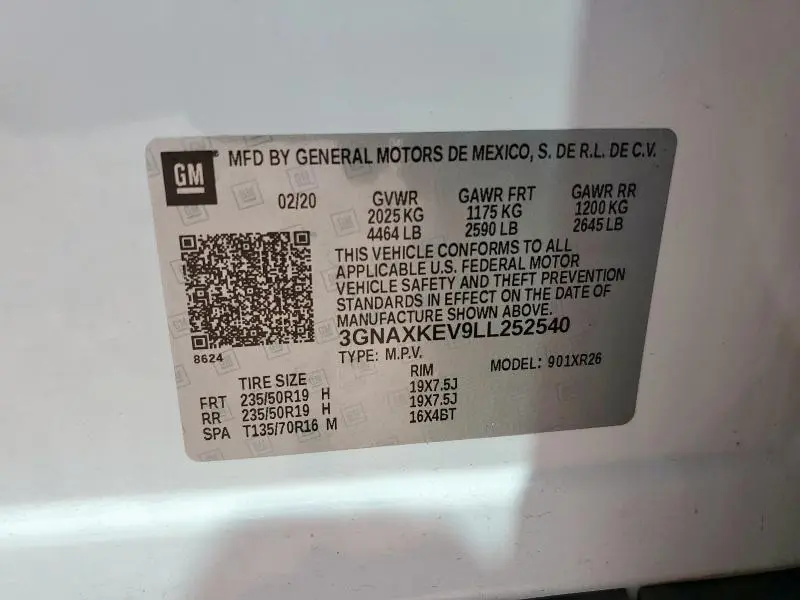 GM
MFD BY GENERAL MOTORS DE MEXICO, S. DE R.L. DE C.V.
02/20 GVWR GAWR FRT GAWR RR
2025 KG 1175 KG 1200 KG
4464 LB 2590 LB 2645 LB
THIS VEHICLE CONFORMS TO ALL
APPLICABLE U.S. FEDERAL MOTOR
VEHICLE SAFETY AND THEFT PREVENTION
STANDARDS IN EFFECT ON THE DATE OF
MANUFACTURE SHOWN ABOVE.
3GNAXKEV9LL252540
8624
TYPE: M.P.V. MODEL: 901XR26
TIRE SIZE RIM
FRT 235/50R19 H 19X7.5J
RR 235/50R19 H 19X7.5J
SPA T135/70R16 M 16X4BT